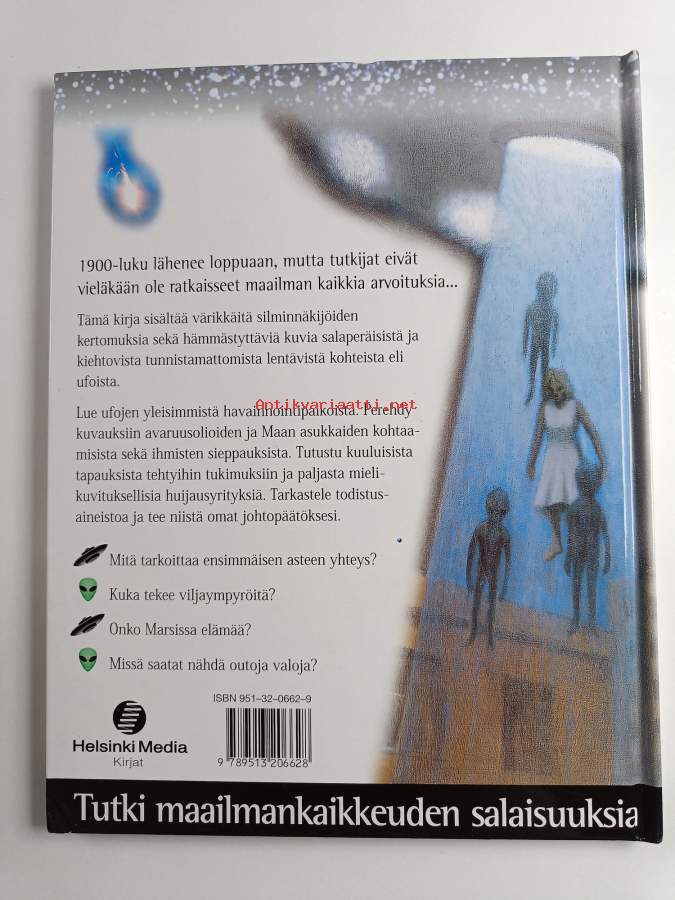 1900-luku lähenee loppuaan, mutta tutkijat eivät
vieläkään ole ratkaisseet maailman kaikkia arvoituksia...
Tämä kirja sisältää värikkäitä silminnäkijöiden
kertomuksia sekä hämmästyttäviä kuvia salaperäisistä ja
kiehtovista tunnistamattomista lentävistä kohteista eli
ufoista.
Antikvariaatti.net
Lue ufojen yleisimmistä havainnointipaikoista. Perehdy
kuvauksiin avaruusolioiden ja Maan asukkaiden kohtaa-
misista sekä ihmisten sieppauksista. Tutustu kuuluisista
tapauksista tehtyihin tukimuksiin ja paljasta mieli-
kuvituksellisia huijausyrityksiä. Tarkastele todistus-
aineistoa ja tee niistä omat johtopäätöksesi.
Mitä tarkoittaa ensimmäisen asteen yhteys?
Kuka tekee viljaympyröitä?
Onko Marsissa elämää?
Missä saatat nähdä outoja valoja?
ISBN 951-32-0662-9
Helsinki Media
Kirjat
9 789513 206628
Tutki maailmankaikkeuden salaisuuksia